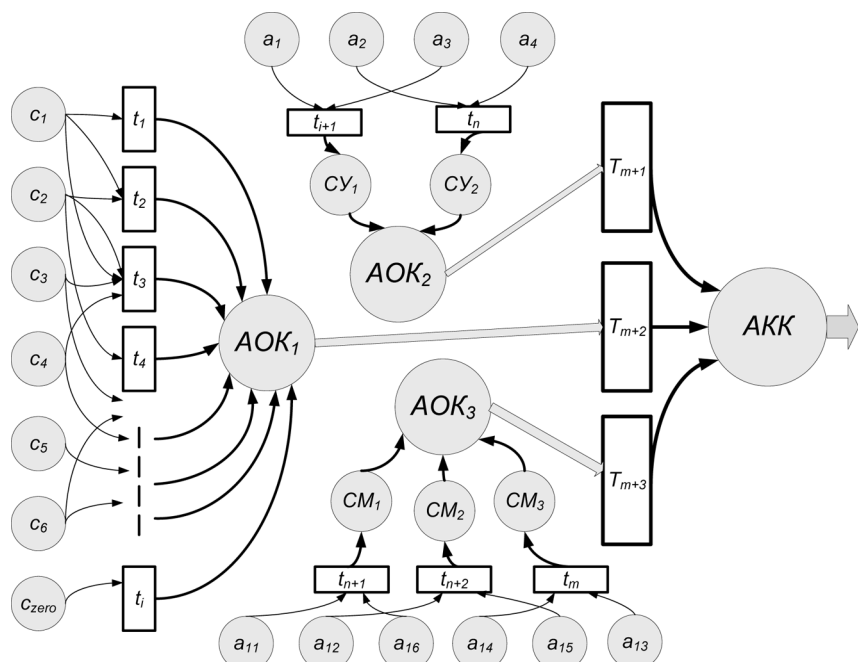 a1 a2 a3 a4
c1 t1
ti+1 tn
Tm+1
c2 t2
СУ1 СУ2
c3 t3
АОК2
c4 t4
АОК1
Tm+2
АКК
АОК3
c5
Tm+3
c6
СМ1 СМ2 СМ3
czero ti
tn+1 tn+2 tm
a11 a12 a16 a14 a15 a13